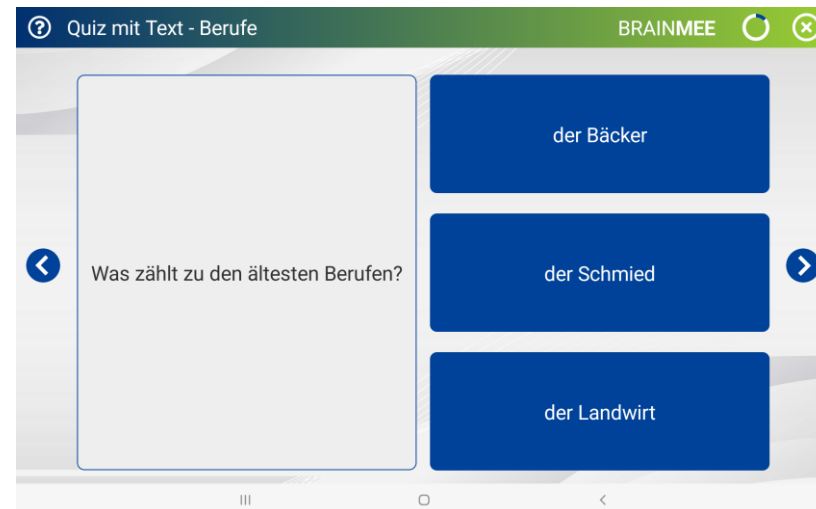 Quiz mit Text - Berufe
BRAINMEE
Was zählt zu den ältesten Berufen?
der Bäcker
der Schmied
der Landwirt